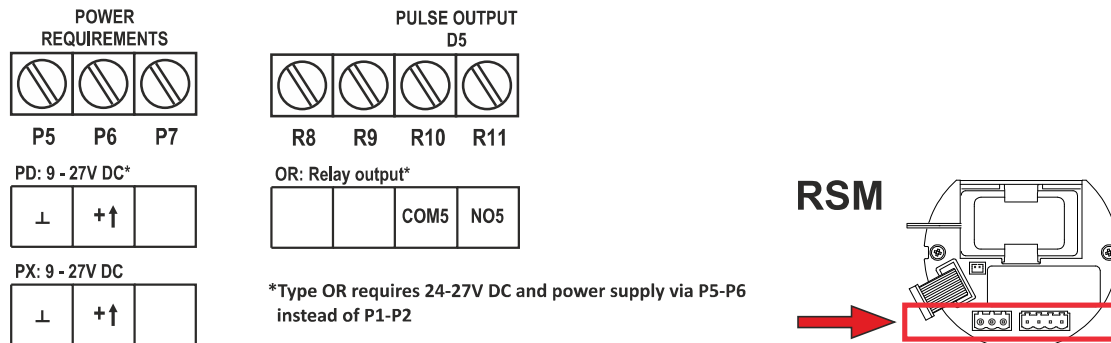 POWER
REQUIREMENTS
P5 P6 P7
PD: 9 - 27V DC*
⊥ +↑
PX: 9 - 27V DC
⊥ +↑
PULSE OUTPUT
D5
R8 R9 R10 R11
OR: Relay output*
COM5 NO5
*Type OR requires 24-27V DC and power supply via P5-P6
instead of P1-P2
RSM